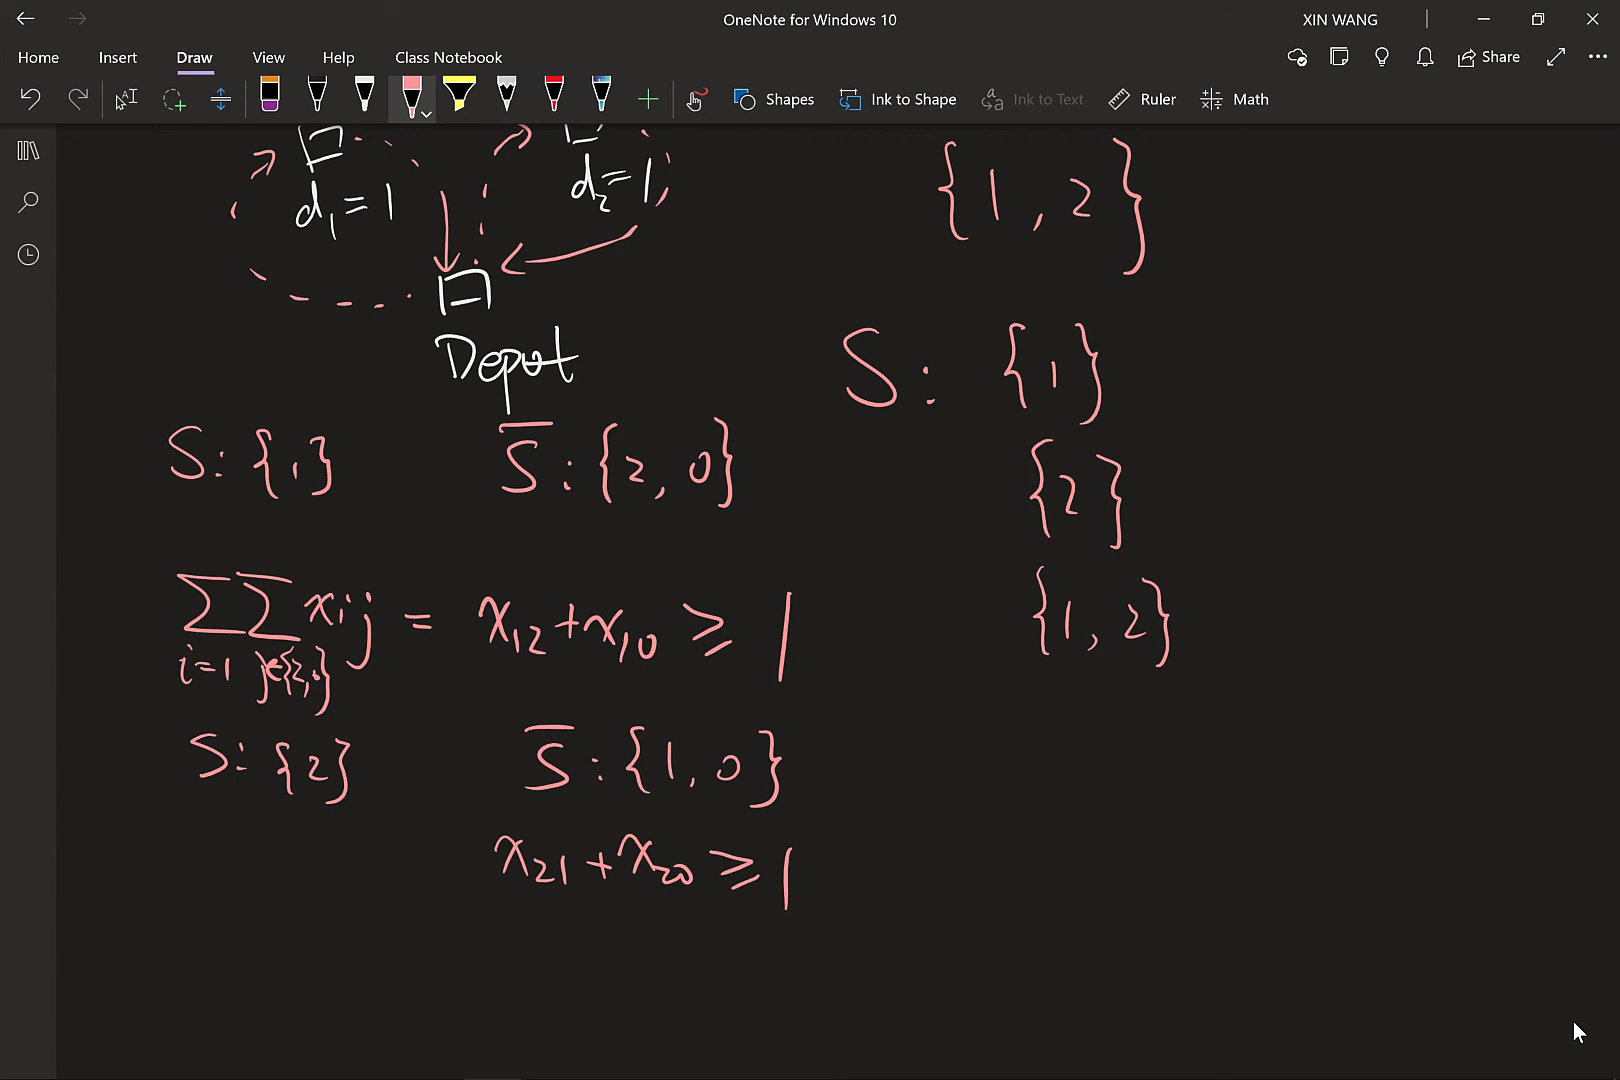 OneNote for Windows 10
XIN WANG
Home Insert Draw View Help Class Notebook
Share
Shapes Ink to Shape Ink to Text Ruler Math
d₁ = 1
d₂ = 1
{1, 2}
Depot
S: {1}
{2}
{1, 2}
S: {1} S̅: {2, 0}
∑∑ xij = x₁₂ + x₁₀ ≥ 1
i=1 j∈{2,0}
S: {2} S̅: {1, 0}
x₂₁ + x₂₀ ≥ 1